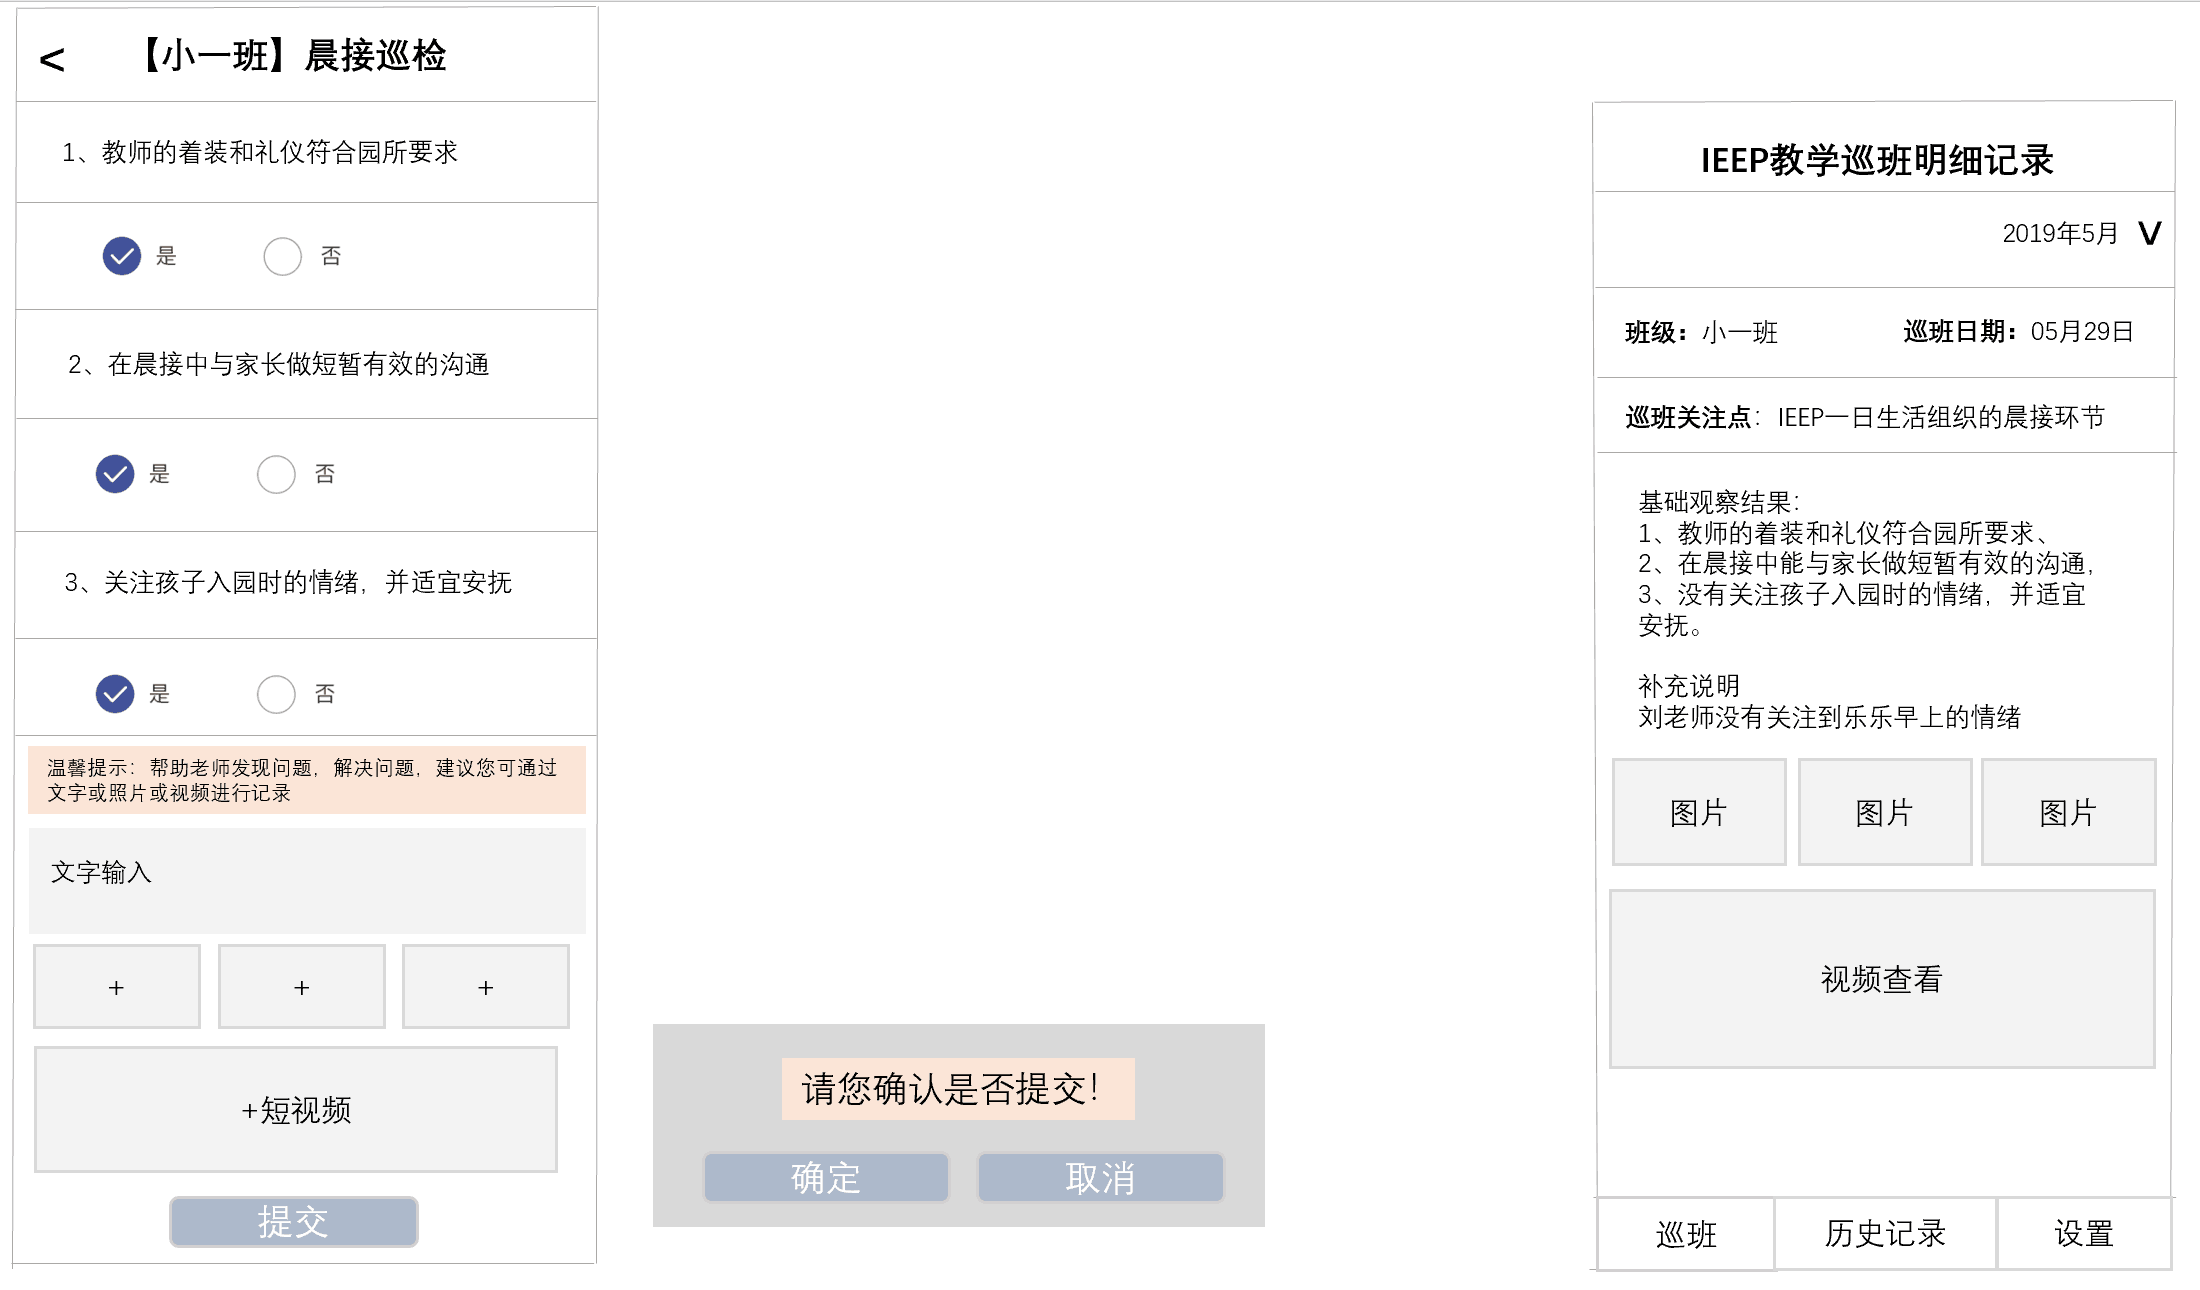 < 【小一班】晨接巡检
1、教师的着装和礼仪符合园所要求
是 否
2、在晨接中与家长做短暂有效的沟通
是 否
3、关注孩子入园时的情绪，并适宜安抚
是 否
温馨提示：帮助老师发现问题，解决问题，建议您可通过
文字或照片或视频进行记录
文字输入
+ + +
+短视频
提交
请您确认是否提交！
确定 取消
IEEP教学巡班明细记录
2019年5月 V
班级：小一班 巡班日期：05月29日
巡班关注点：IEEP一日生活组织的晨接环节
基础观察结果：
1、教师的着装和礼仪符合园所要求、
2、在晨接中能与家长做短暂有效的沟通，
3、没有关注孩子入园时的情绪，并适宜
安抚。
补充说明
刘老师没有关注到乐乐早上的情绪
图片 图片 图片
视频查看
巡班 历史记录 设置